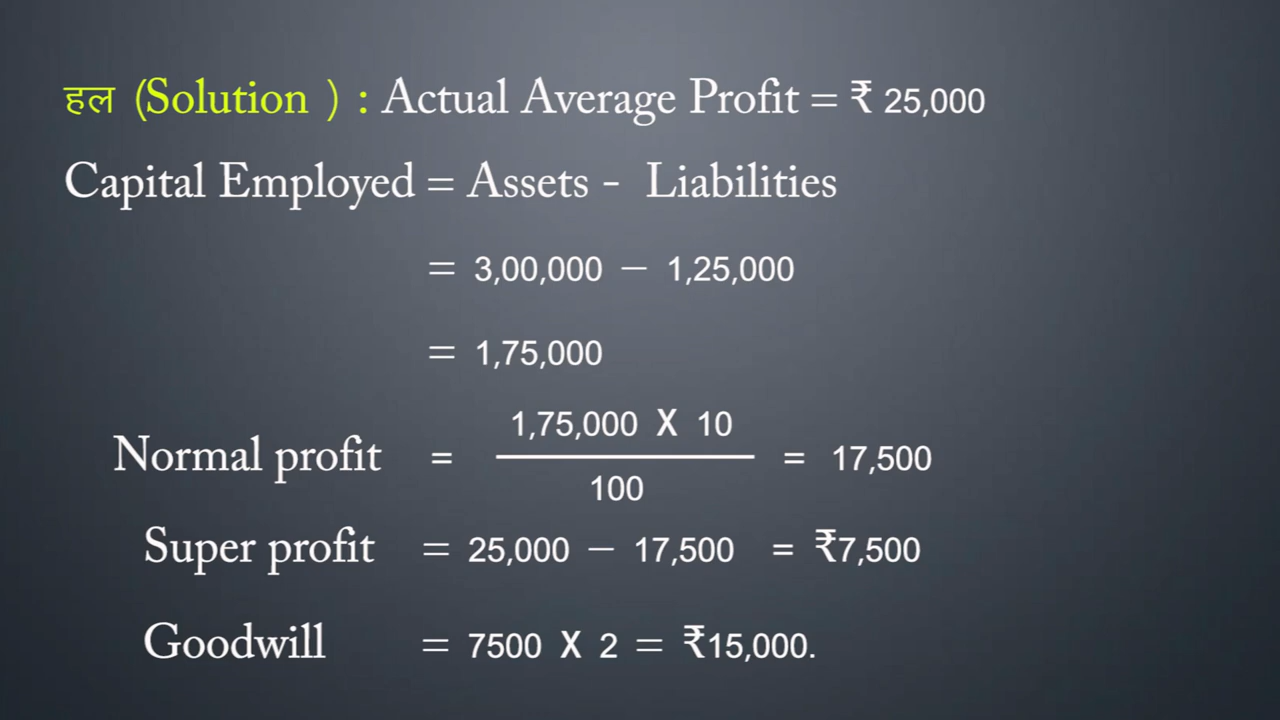 हल (Solution ) : Actual Average Profit = ₹ 25,000
Capital Employed = Assets - Liabilities
= 3,00,000 — 1,25,000
= 1,75,000
1,75,000 X 10
Normal profit = = 17,500
100
Super profit = 25,000 — 17,500 = ₹7,500
Goodwill = 7500 X 2 = ₹15,000.